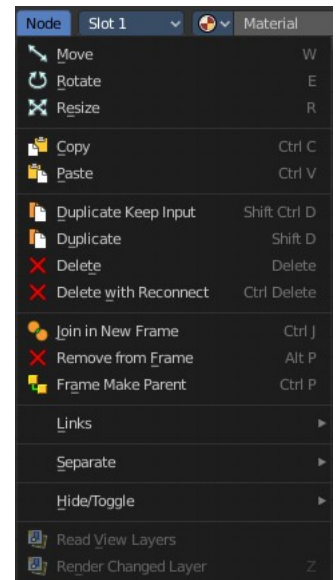 Node Slot 1 Material
Move W
Rotate E
Resize R
Copy Ctrl C
Paste Ctrl V
Duplicate Keep Input Shift Ctrl D
Duplicate Shift D
Delete Delete
Delete with Reconnect Ctrl Delete
Join in New Frame Ctrl J
Remove from Frame Alt P
Frame Make Parent Ctrl P
Links
Separate
Hide/Toggle
Read View Layers
Render Changed Layer Z